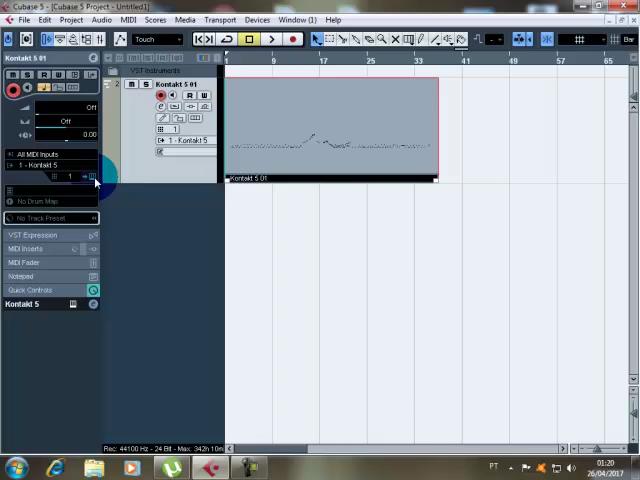 Cubase 5 - [Cubase 5 Project - Untitled1]
File Edit Project Audio MIDI Scores Media Transport Devices Window (1) Help
Touch
Bar
Kontakt 5 01
1 9 17 25 33 41 49 57 65
VST Instruments
M S R W
2 M S Kontakt 5 01
R W
Off
Off
0.00
1
1 - Kontakt 5
All MIDI Inputs
1 - Kontakt 5
1
Kontakt 5 01
No Drum Map
No Track Preset
VST Expression
MIDI Inserts
MIDI Fader
Notepad
Quick Controls
Kontakt 5
Rec: 44100 Hz - 24 Bit - Max: 342h 10m
PT
01:20
26/04/2017